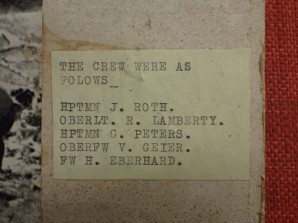 THE CREW WERE AS
FOLOWS_
HPTMN J. ROTH.
OBERLT. R. LAMBERTY.
HPTMN G. PETERS.
OBERFW V. GEIER.
FW H. EBERHARD.